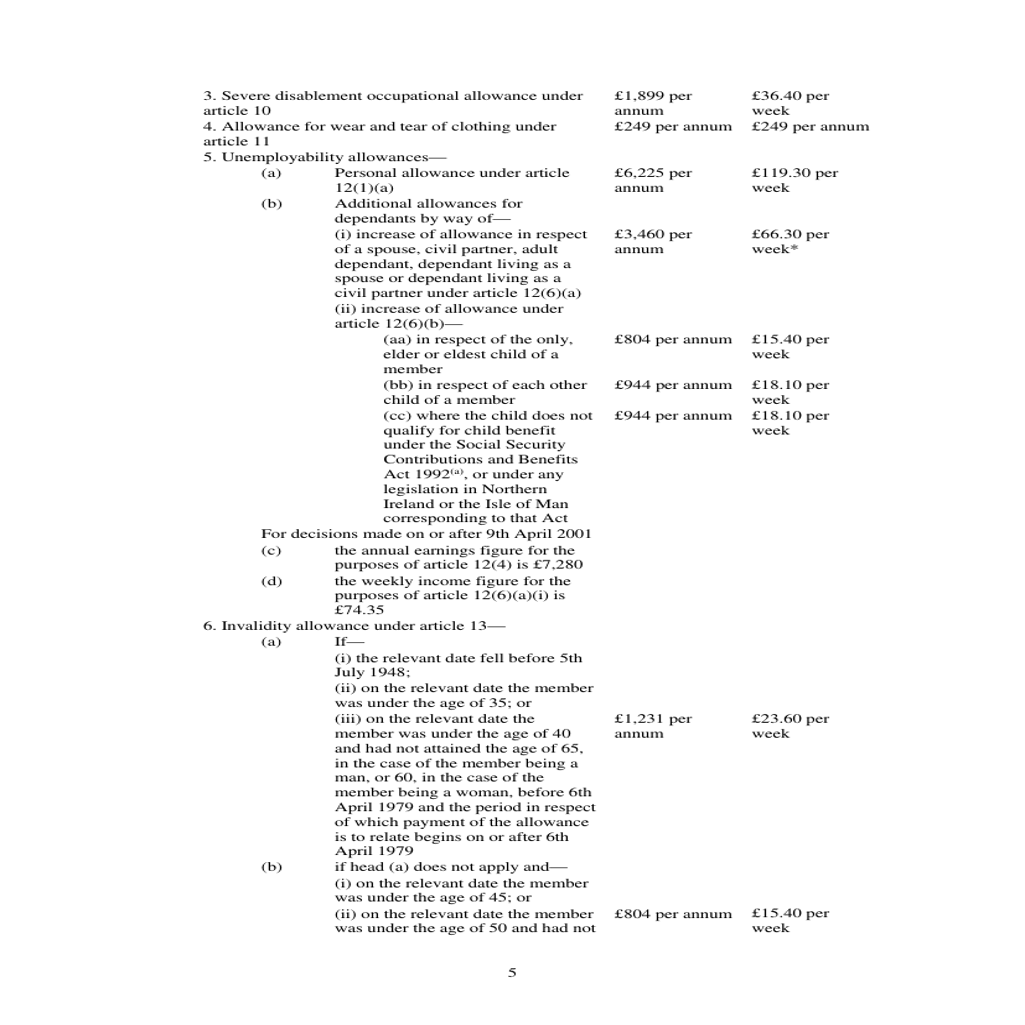 3. Severe disablement occupational allowance under £1,899 per £36.40 per
article 10 annum week
4. Allowance for wear and tear of clothing under £249 per annum £249 per annum
article 11
5. Unemployability allowances—
(a) Personal allowance under article £6,225 per £119.30 per
12(1)(a) annum week
(b) Additional allowances for
dependants by way of—
(i) increase of allowance in respect £3,460 per £66.30 per
of a spouse, civil partner, adult annum week*
dependant, dependant living as a
spouse or dependant living as a
civil partner under article 12(6)(a)
(ii) increase of allowance under
article 12(6)(b)—
(aa) in respect of the only, £804 per annum £15.40 per
elder or eldest child of a week
member
(bb) in respect of each other £944 per annum £18.10 per
child of a member week
(cc) where the child does not £944 per annum £18.10 per
qualify for child benefit week
under the Social Security
Contributions and Benefits
Act 1992(a), or under any
legislation in Northern
Ireland or the Isle of Man
corresponding to that Act
For decisions made on or after 9th April 2001
(c) the annual earnings figure for the
purposes of article 12(4) is £7,280
(d) the weekly income figure for the
purposes of article 12(6)(a)(i) is
£74.35
6. Invalidity allowance under article 13—
(a) If—
(i) the relevant date fell before 5th
July 1948;
(ii) on the relevant date the member
was under the age of 35; or
(iii) on the relevant date the £1,231 per £23.60 per
member was under the age of 40 annum week
and had not attained the age of 65,
in the case of the member being a
man, or 60, in the case of the
member being a woman, before 6th
April 1979 and the period in respect
of which payment of the allowance
is to relate begins on or after 6th
April 1979
(b) if head (a) does not apply and—
(i) on the relevant date the member
was under the age of 45; or
(ii) on the relevant date the member £804 per annum £15.40 per
was under the age of 50 and had not week
5